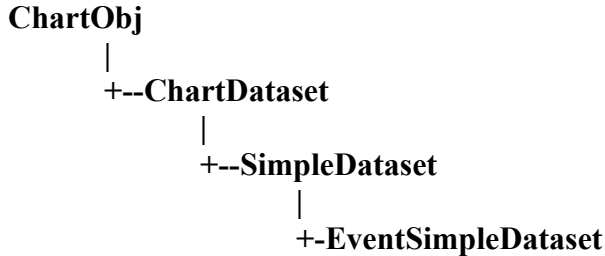 ChartObj
|
+--ChartDataset
|
+--SimpleDataset
|
+-EventSimpleDataset